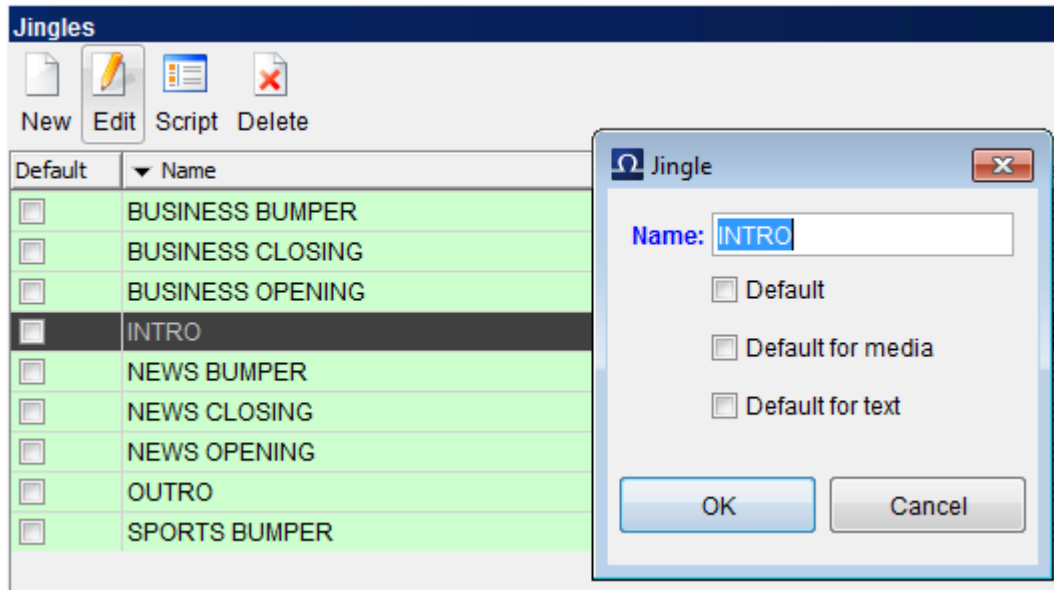 Jingles
New Edit Script Delete
Default Name
BUSINESS BUMPER
BUSINESS CLOSING
BUSINESS OPENING
INTRO
NEWS BUMPER
NEWS CLOSING
NEWS OPENING
OUTRO
SPORTS BUMPER
Jingle
Name: INTRO
Default
Default for media
Default for text
OK Cancel